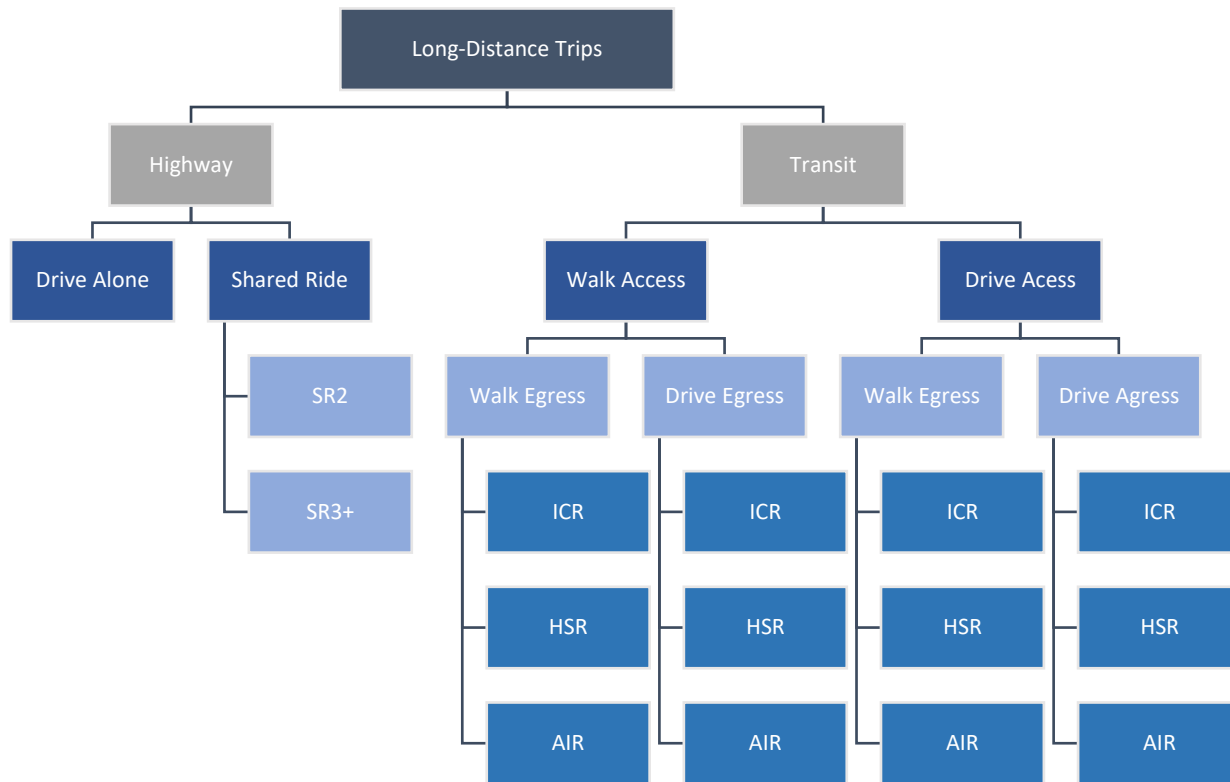 Long-Distance Trips
Highway
Transit
Drive Alone
Shared Ride
Walk Access
Drive Acess
SR2
Walk Egress
Drive Egress
Walk Egress
Drive Agress
SR3+
ICR
ICR
ICR
ICR
HSR
HSR
HSR
HSR
AIR
AIR
AIR
AIR